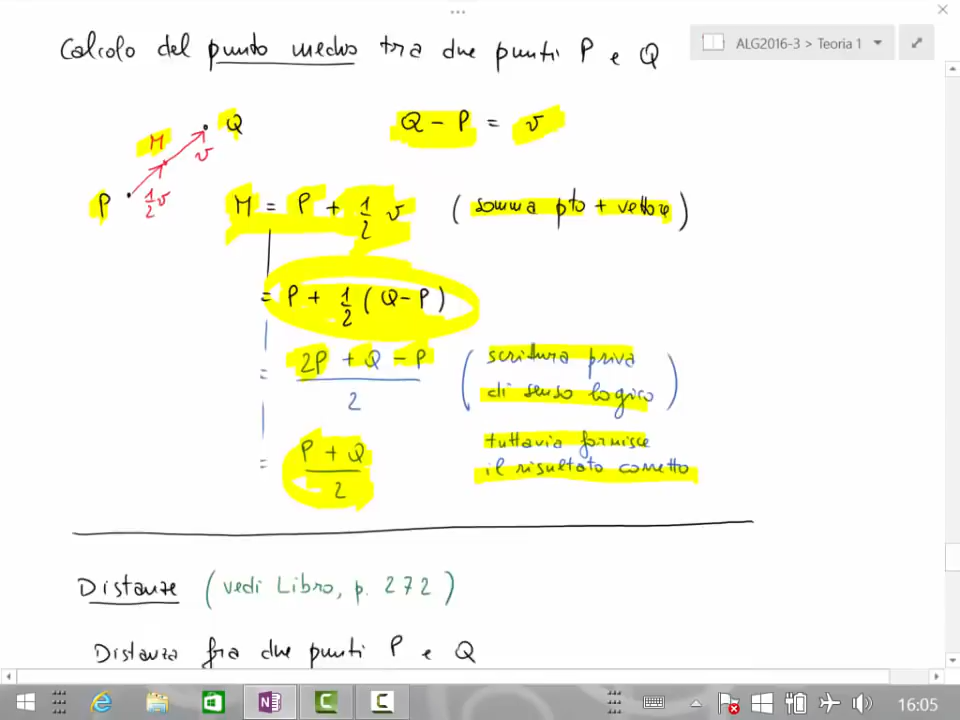 Calcolo del punto medio tra due punti P e Q
ALG2016-3 > Teoria 1
Q
M
v
P
½v
Q - P = v
M = P + ½ v (somma pto + vettore)
= P + ½ (Q - P)
= (2P + Q - P)/2 (scrittura priva
di senso logico)
= (P + Q)/2 tuttavia fornisce
il risultato corretto
Distanze (vedi Libro, p. 272)
Distanza fra due punti P e Q
16:05